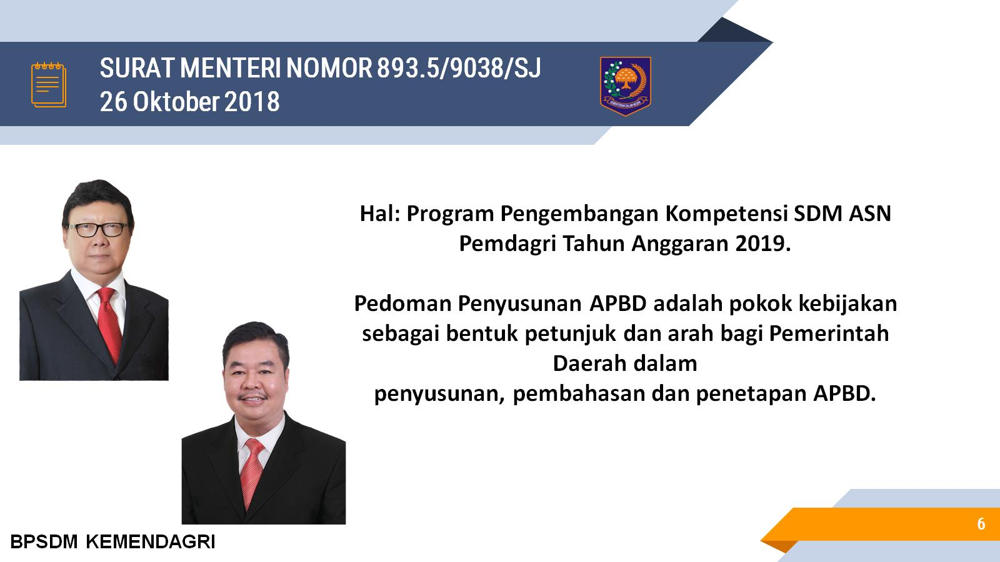 SURAT MENTERI NOMOR 893.5/9038/SJ
26 Oktober 2018
KEMENTERIAN DALAM NEGERI
Hal: Program Pengembangan Kompetensi SDM ASN
Pemdagri Tahun Anggaran 2019.
Pedoman Penyusunan APBD adalah pokok kebijakan
sebagai bentuk petunjuk dan arah bagi Pemerintah
Daerah dalam
penyusunan, pembahasan dan penetapan APBD.
BPSDM KEMENDAGRI
6